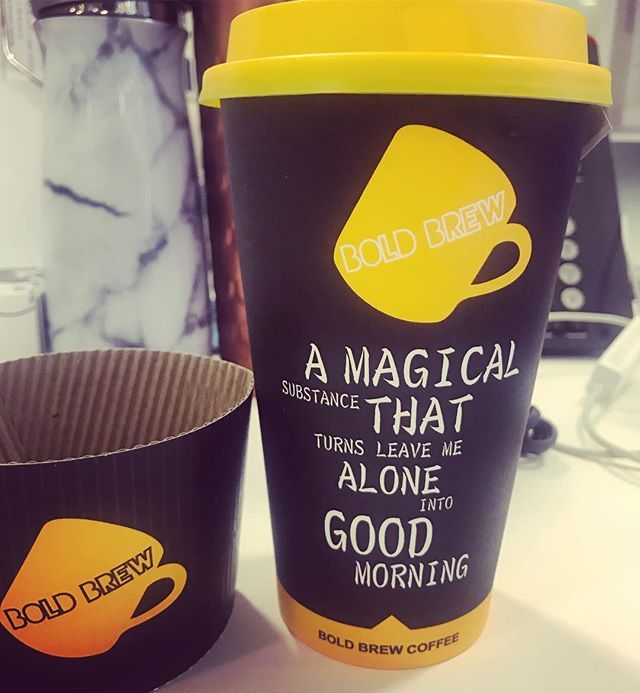 BOLD BREW
A MAGICAL
SUBSTANCE THAT
TURNS LEAVE ME
ALONE
INTO
GOOD
MORNING
BOLD BREW COFFEE
BOLD BREW